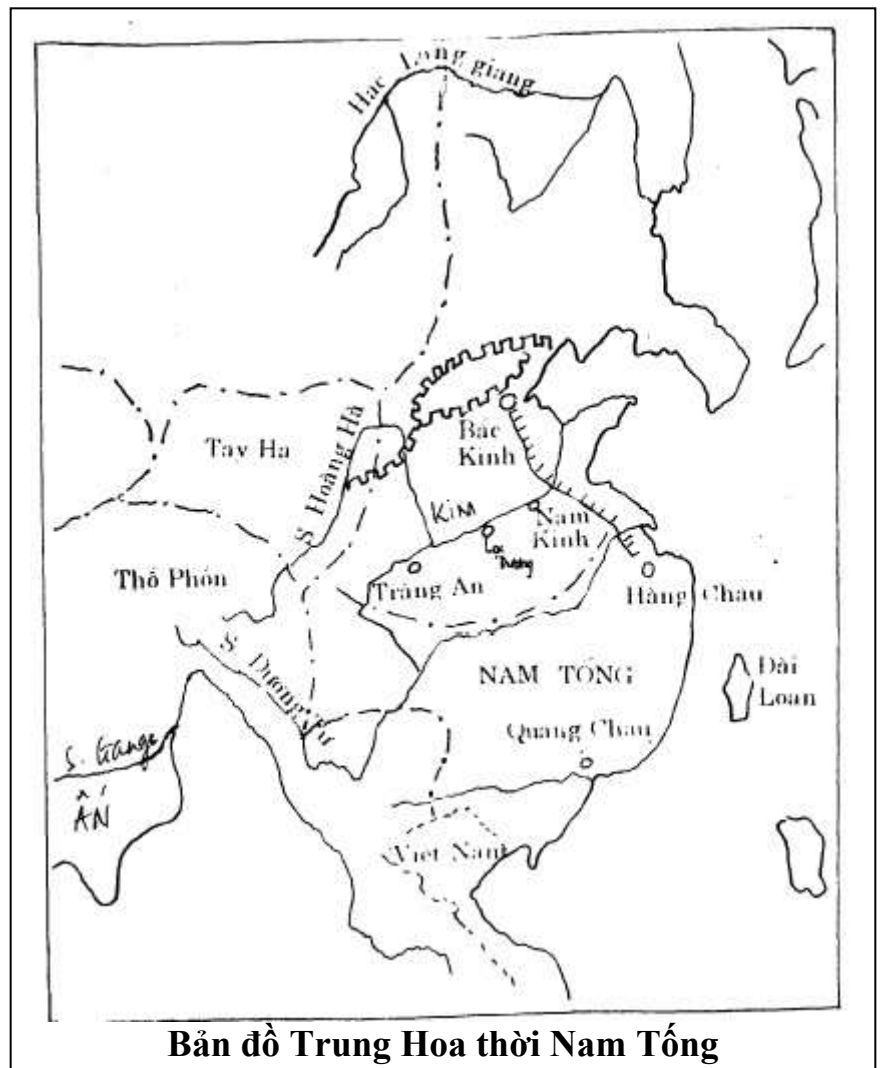 Hắc Long giang
Tây Hạ
S Hoàng Hà
Bắc
Kinh
KIM
Nam
Kinh
Thổ Phồn
Tràng An
Hàng Châu
S. Dương Tử
NAM TỐNG
Đài
Loan
Quảng Châu
S. Gange
ẤN
Việt Nam
Bản đồ Trung Hoa thời Nam Tống